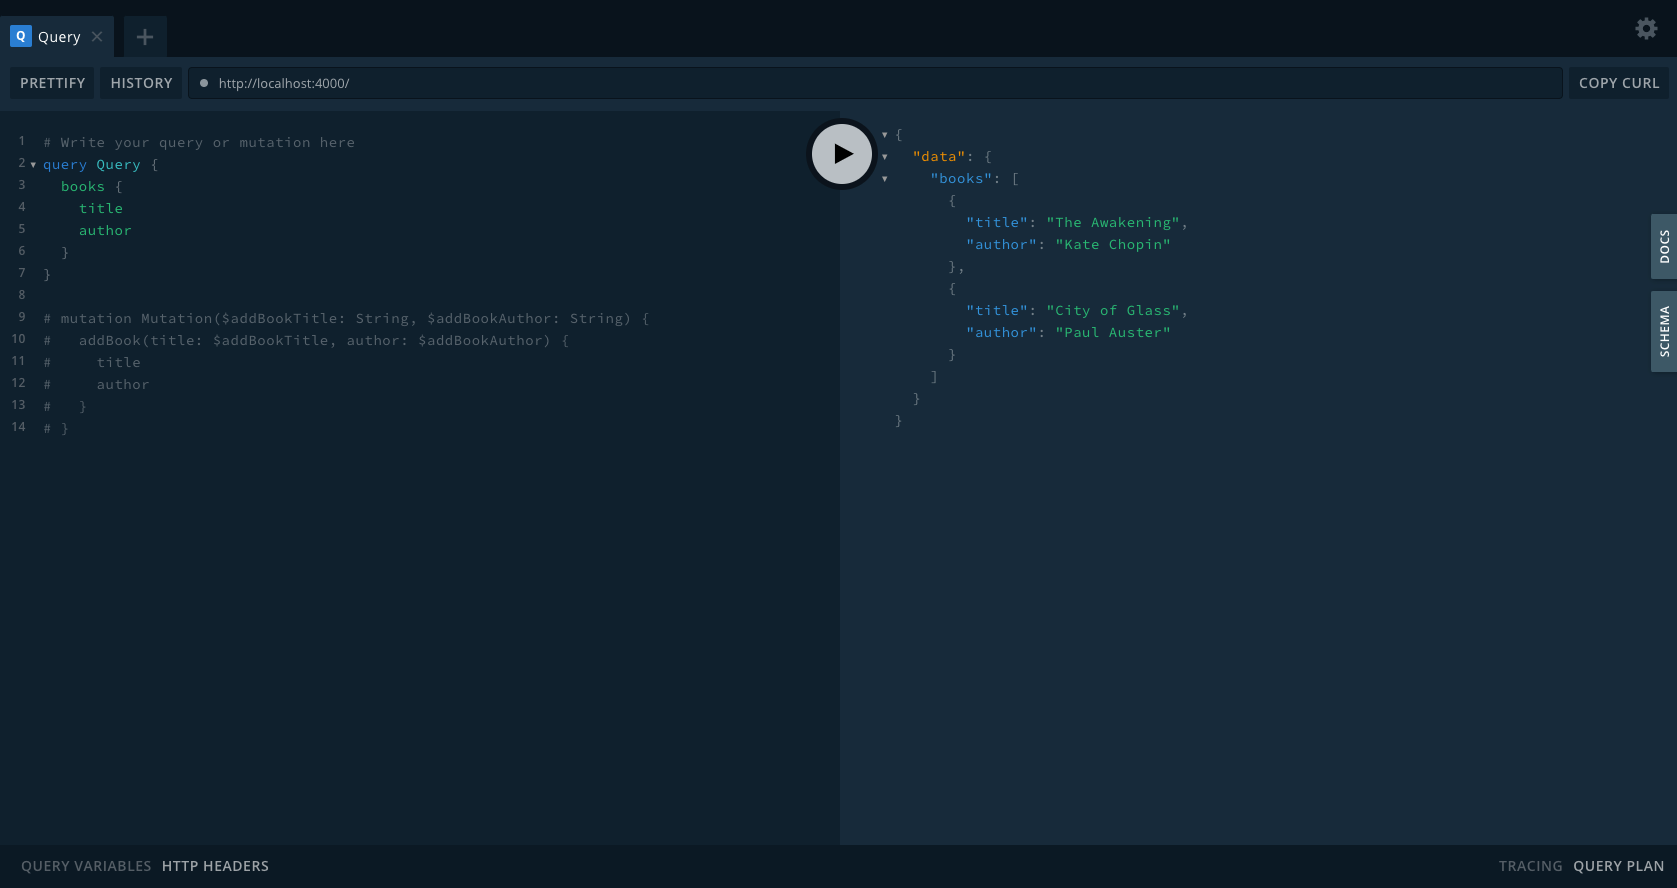 Q Query
PRETTIFY HISTORY http://localhost:4000/ COPY CURL
1 # Write your query or mutation here
2 query Query {
3 books {
4 title
5 author
6 }
7 }
8
9 # mutation Mutation($addBookTitle: String, $addBookAuthor: String) {
10 # addBook(title: $addBookTitle, author: $addBookAuthor) {
11 # title
12 # author
13 # }
14 # }
{
"data": {
"books": [
{
"title": "The Awakening",
"author": "Kate Chopin"
},
{
"title": "City of Glass",
"author": "Paul Auster"
}
]
}
}
DOCS
SCHEMA
QUERY VARIABLES HTTP HEADERS
TRACING QUERY PLAN